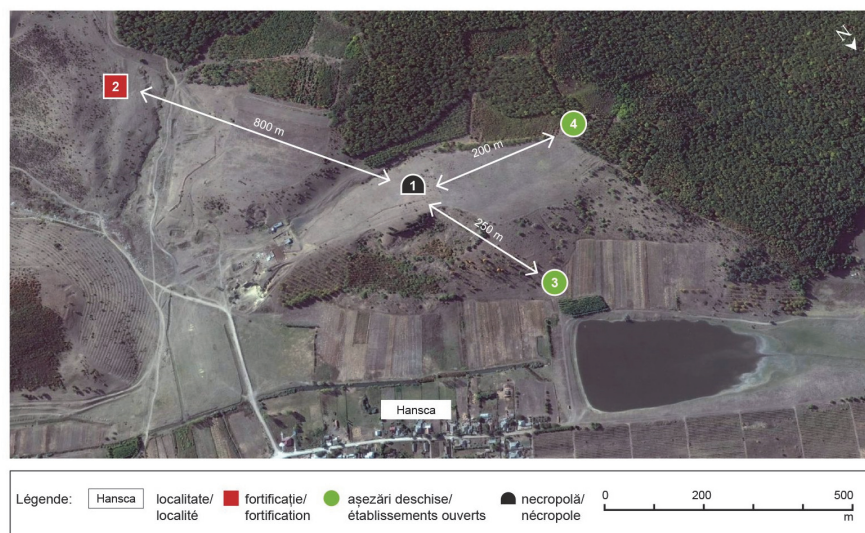 N
2
800 m
4
200 m
1
250 m
3
Hansca
Légende:
Hansca
localitate/
localité
fortificație/
fortification
așezări deschise/
établissements ouverts
necropolă/
nécropole
0 200 500
m